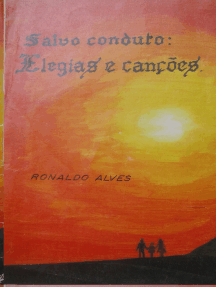 Salvo conduto:
Elegias e canções.
RONALDO ALVES